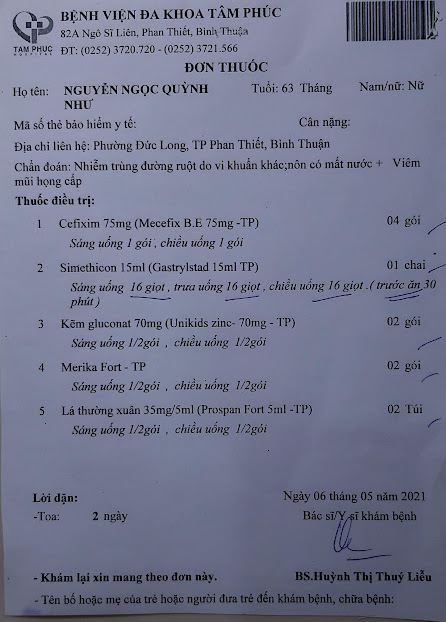 BỆNH VIỆN ĐA KHOA TÂM PHÚC
82A Ngô Sĩ Liên, Phan Thiết, Bình Thuận
ĐT: (0252) 3720.720 - (0252) 3721.566
TAM PHUC
HOSPITAL
ĐƠN THUỐC
Họ tên: NGUYỄN NGỌC QUỲNH NHƯ Tuổi: 63 Tháng Nam/nữ: Nữ
Mã số thẻ bảo hiểm y tế: Cân nặng:
Địa chỉ liên hệ: Phường Đức Long, TP Phan Thiết, Bình Thuận
Chẩn đoán: Nhiễm trùng đường ruột do vi khuẩn khác;nôn có mất nước + Viêm
mũi họng cấp
Thuốc điều trị:
1 Cefixim 75mg (Mecefix B.E 75mg -TP) 04 gói
Sáng uống 1 gói , chiều uống 1 gói
2 Simethicon 15ml (Gastrylstad 15ml TP) 01 chai
Sáng uống 16 giọt , trưa uống 16 giọt , chiều uống 16 giọt .( trước ăn 30
phút )
3 Kẽm gluconat 70mg (Unikids zinc- 70mg - TP) 02 gói
Sáng uống 1/2gói , chiều uống 1/2gói
4 Merika Fort - TP 02 gói
Sáng uống 1/2gói , chiều uống 1/2gói
5 Lá thường xuân 35mg/5ml (Prospan Fort 5ml -TP) 02 Túi
Sáng uống 1/2gói , chiều uống 1/2gói
Lời dặn: Ngày 06 tháng 05 năm 2021
-Toa: 2 ngày Bác sĩ/Y sĩ khám bệnh
- Khám lại xin mang theo đơn này. BS.Huỳnh Thị Thuý Liễu
- Tên bố hoặc mẹ của trẻ hoặc người đưa trẻ đến khám bệnh, chữa bệnh: